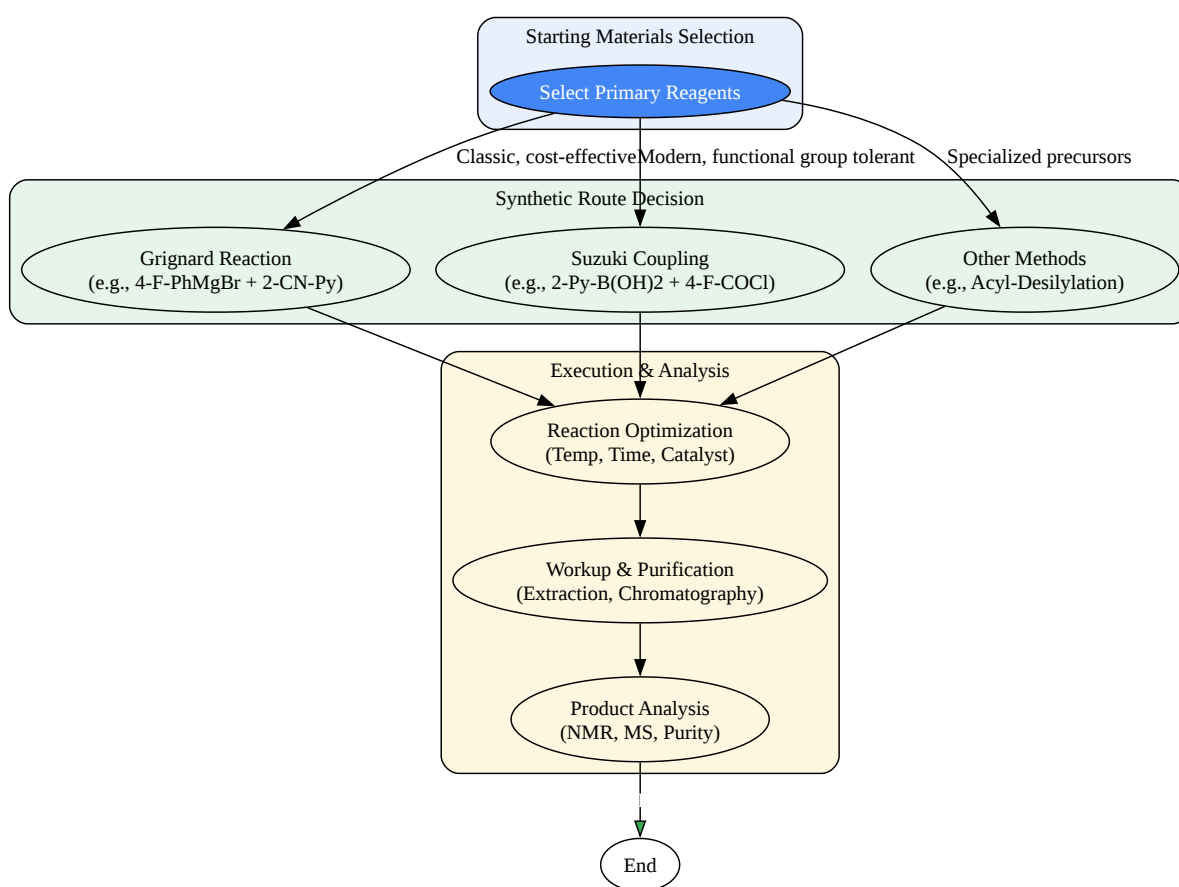 Starting Materials Selection
Select Primary Reagents
Classic, cost-effective
Modern, functional group tolerant
Specialized precursors
Synthetic Route Decision
Grignard Reaction
(e.g., 4-F-PhMgBr + 2-CN-Py)
Suzuki Coupling
(e.g., 2-Py-B(OH)2 + 4-F-COCl)
Other Methods
(e.g., Acyl-Desilylation)
Execution & Analysis
Reaction Optimization
(Temp, Time, Catalyst)
Workup & Purification
(Extraction, Chromatography)
Product Analysis
(NMR, MS, Purity)
End